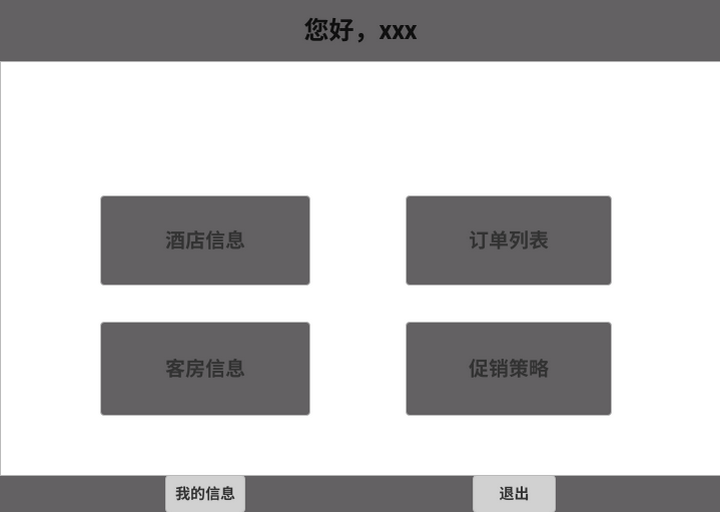 您好，xxx
酒店信息
订单列表
客房信息
促销策略
我的信息
退出